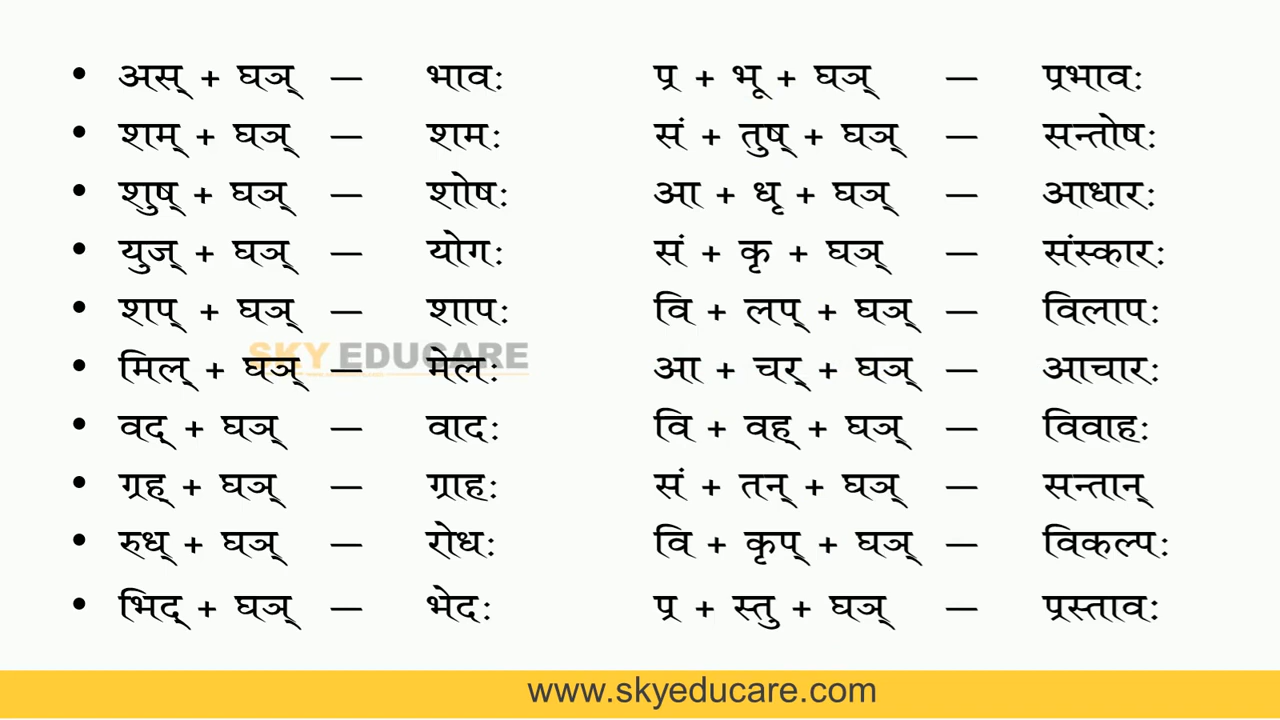 • अस् + घञ् — भावः प्र + भू + घञ् — प्रभावः
• शम् + घञ् — शमः सं + तुष् + घञ् — सन्तोषः
• शुष् + घञ् — शोषः आ + धृ + घञ् — आधारः
• युज् + घञ् — योगः सं + कृ + घञ् — संस्कारः
• शप् + घञ् — शापः वि + लप् + घञ् — विलापः
SKY EDUCARE
• मिल् + घञ् — मेलः आ + चर् + घञ् — आचारः
• वद् + घञ् — वादः वि + वह् + घञ् — विवाहः
• ग्रह् + घञ् — ग्राहः सं + तन् + घञ् — सन्तान्
• रुध् + घञ् — रोधः वि + कृप् + घञ् — विकल्पः
• भिद् + घञ् — भेदः प्र + स्तु + घञ् — प्रस्तावः
www.skyeducare.com